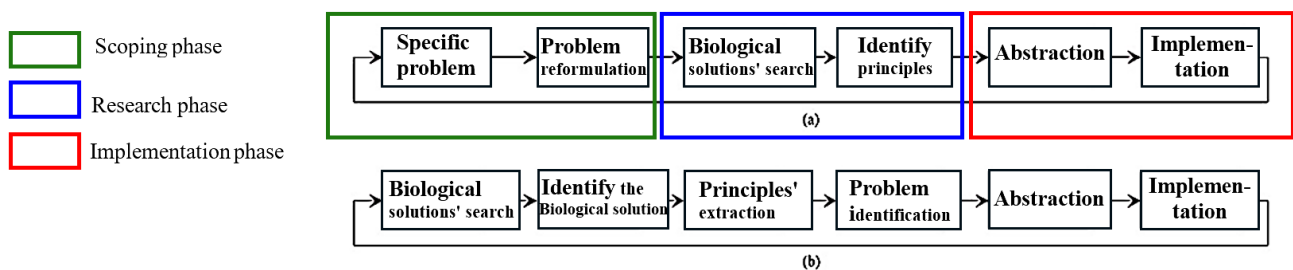 Scoping phase
Research phase
Implementation phase
Specific
problem
Problem
reformulation
Biological
solutions' search
Identify
principles
Abstraction
Implemen-
tation
(a)
Biological
solutions' search
Identify the
Biological solution
Principles'
extraction
Problem
identification
Abstraction
Implemen-
tation
(b)